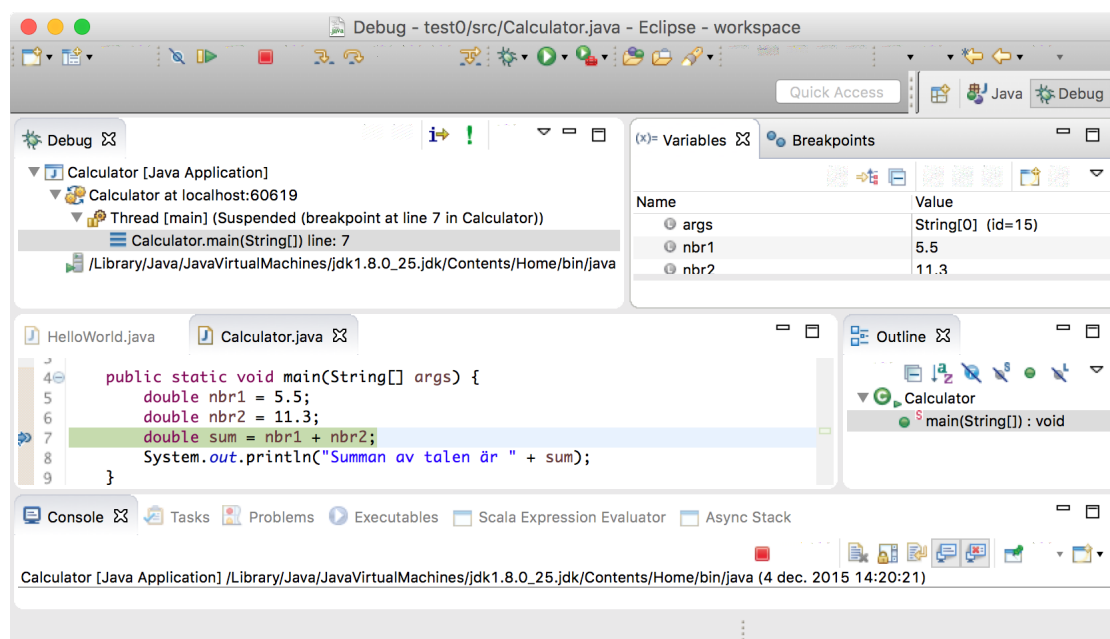 Debug - test0/src/Calculator.java - Eclipse - workspace
Quick Access
Java
Debug
Debug
Calculator [Java Application]
Calculator at localhost:60619
Thread [main] (Suspended (breakpoint at line 7 in Calculator))
Calculator.main(String[]) line: 7
/Library/Java/JavaVirtualMachines/jdk1.8.0_25.jdk/Contents/Home/bin/java
(x)= Variables
Breakpoints
Name Value
args String[0] (id=15)
nbr1 5.5
nbr2 11.3
HelloWorld.java
Calculator.java
3
4 public static void main(String[] args) {
5 double nbr1 = 5.5;
6 double nbr2 = 11.3;
7 double sum = nbr1 + nbr2;
8 System.out.println("Summan av talen är " + sum);
9 }
Outline
Calculator
main(String[]) : void
Console
Tasks
Problems
Executables
Scala Expression Evaluator
Async Stack
Calculator [Java Application] /Library/Java/JavaVirtualMachines/jdk1.8.0_25.jdk/Contents/Home/bin/java (4 dec. 2015 14:20:21)